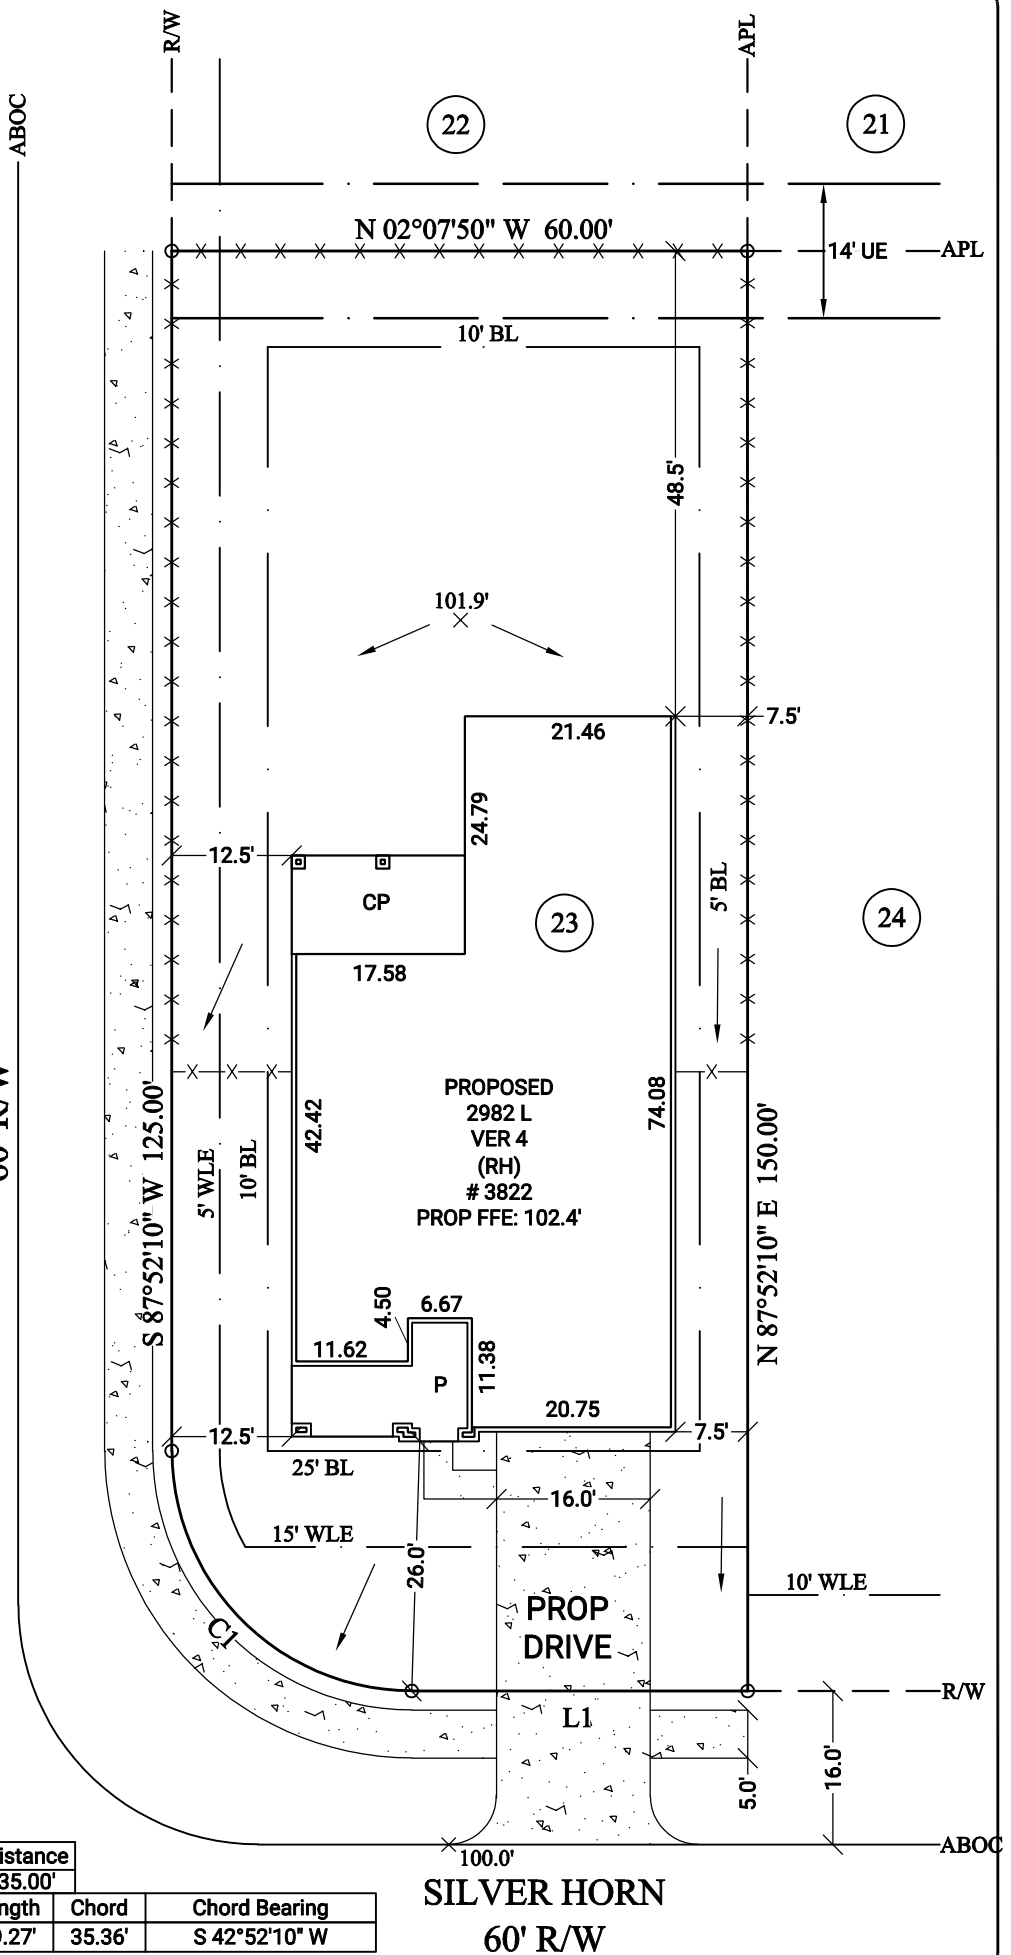 R/W
APL
ABOC
22
21
N 02°07'50" W 60.00'
14' UE
APL
10' BL
48.5'
101.9'
7.5'
21.46
24.79
12.5'
CP
23
5' BL
24
17.58
PROPOSED
2982 L
VER 4
(RH)
# 3822
PROP FFE: 102.4'
42.42
74.08
S 87°52'10" W 125.00'
5' WLE
10' BL
N 87°52'10" E 150.00'
4.50
6.67
11.62
11.38
P
20.75
12.5'
7.5'
25' BL
16.0'
15' WLE
26.0'
10' WLE
PROP
DRIVE
C1
R/W
L1
5.0'
16.0'
ABOC
100.0'
35.00'
Chord
Chord Bearing
35.36'
S 42°52'10" W
SILVER HORN
60' R/W